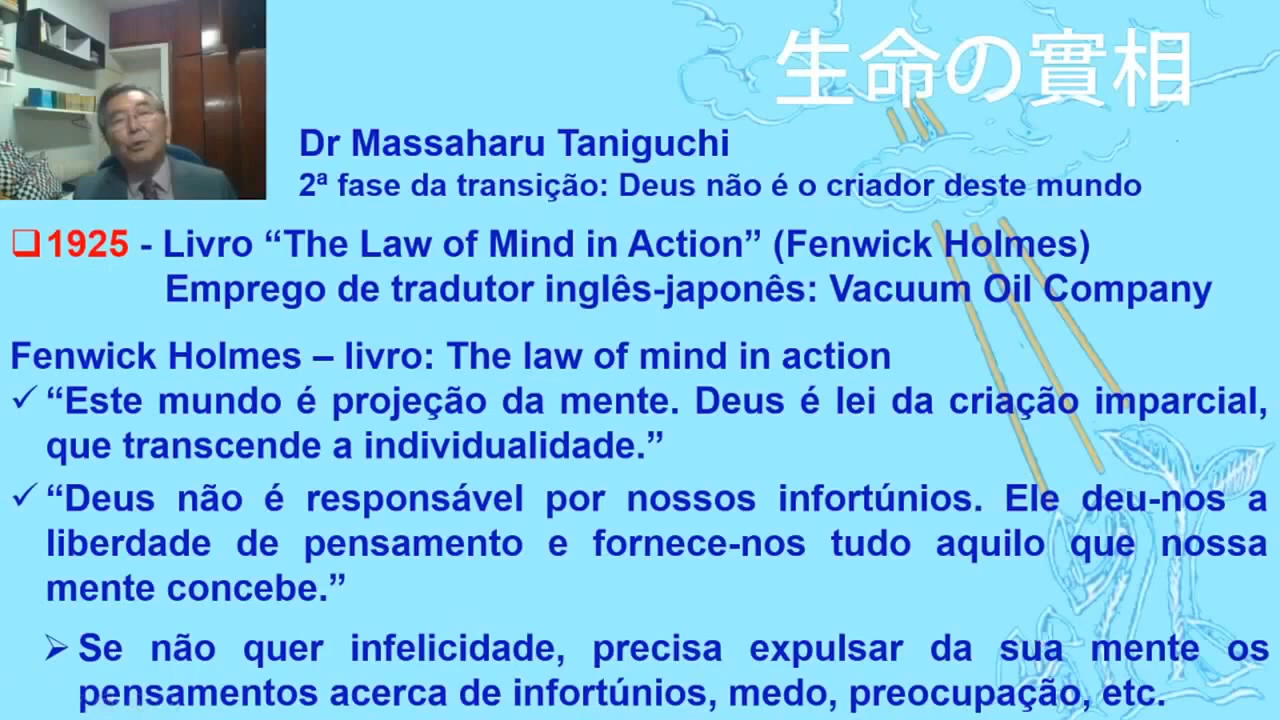 生命の實相
Dr Massaharu Taniguchi
2ª fase da transição: Deus não é o criador deste mundo
1925 - Livro “The Law of Mind in Action” (Fenwick Holmes)
Emprego de tradutor inglês-japonês: Vacuum Oil Company
Fenwick Holmes – livro: The law of mind in action
“Este mundo é projeção da mente. Deus é lei da criação imparcial,
que transcende a individualidade.”
“Deus não é responsável por nossos infortúnios. Ele deu-nos a
liberdade de pensamento e fornece-nos tudo aquilo que nossa
mente concebe.”
Se não quer infelicidade, precisa expulsar da sua mente os
pensamentos acerca de infortúnios, medo, preocupação, etc.